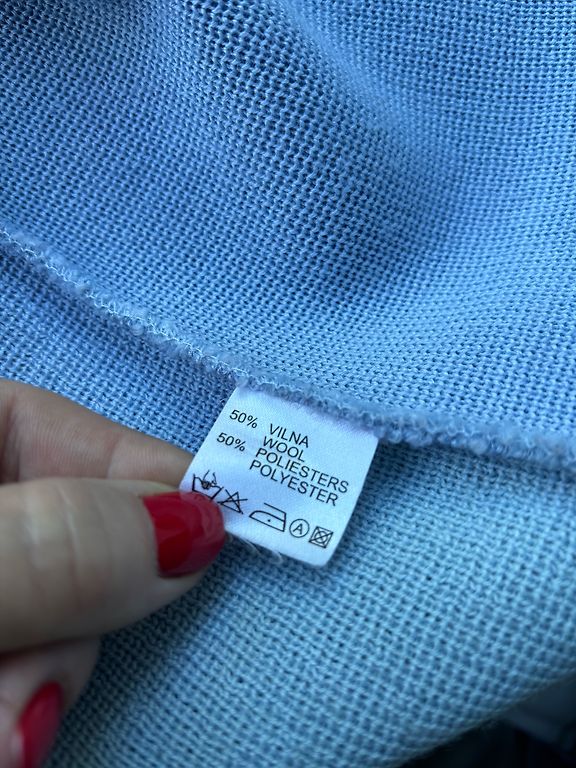 50% VILNA
WOOL
50% POLIESTERS
POLYESTER
A